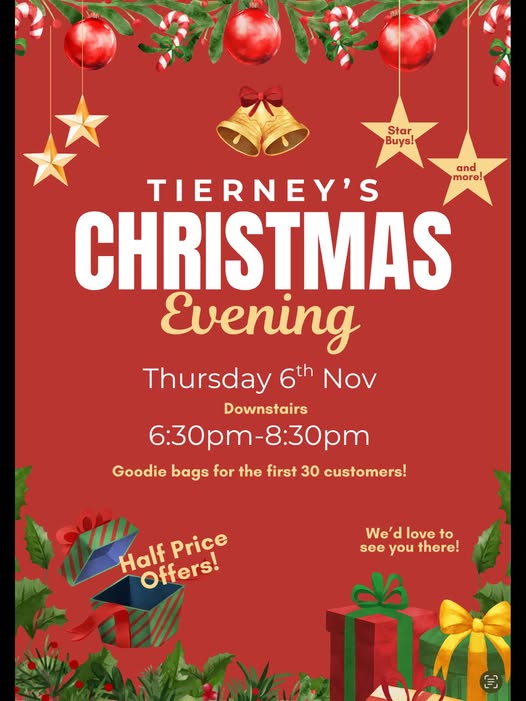 Star
Buys!
and
more!
TIERNEY'S
CHRISTMAS
Evening
Thursday 6th Nov
Downstairs
6:30pm-8:30pm
Goodie bags for the first 30 customers!
Half Price
Offers!
We'd love to
see you there!